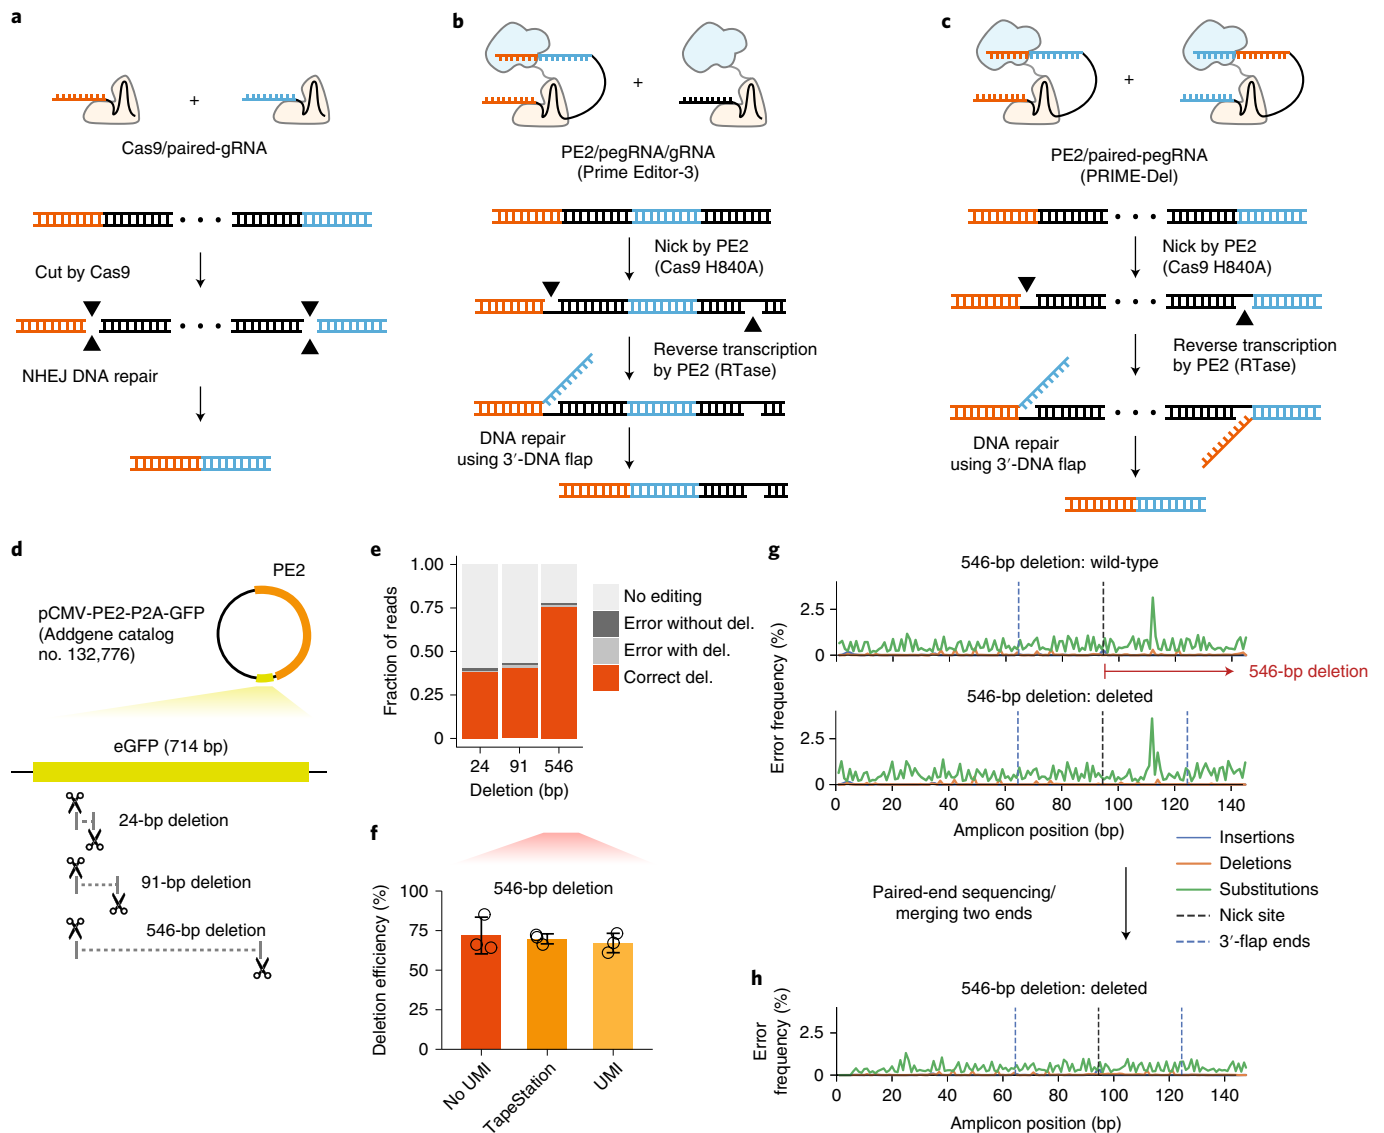 a
+
Cas9/paired-gRNA
Cut by Cas9
NHEJ DNA repair
b
+
PE2/pegRNA/gRNA
(Prime Editor-3)
Nick by PE2
(Cas9 H840A)
Reverse transcription
by PE2 (RTase)
DNA repair
using 3′-DNA flap
c
+
PE2/paired-pegRNA
(PRIME-Del)
Nick by PE2
(Cas9 H840A)
Reverse transcription
by PE2 (RTase)
DNA repair
using 3′-DNA flap
d
PE2
pCMV-PE2-P2A-GFP
(Addgene catalog
no. 132,776)
eGFP (714 bp)
24-bp deletion
91-bp deletion
546-bp deletion
e
Fraction of reads
1.00
0.75
0.50
0.25
0
24 91 546
Deletion (bp)
No editing
Error without del.
Error with del.
Correct del.
f
546-bp deletion
Deletion efficiency (%)
100
75
50
25
0
No UMI
TapeStation
UMI
g
546-bp deletion: wild-type
2.5
0
546-bp deletion
546-bp deletion: deleted
Error frequency (%)
2.5
0
0 20 40 60 80 100 120 140
Amplicon position (bp)
Insertions
Deletions
Substitutions
Nick site
3′-flap ends
Paired-end sequencing/
merging two ends
h
546-bp deletion: deleted
Error
frequency (%)
2.5
0
0 20 40 60 80 100 120 140
Amplicon position (bp)